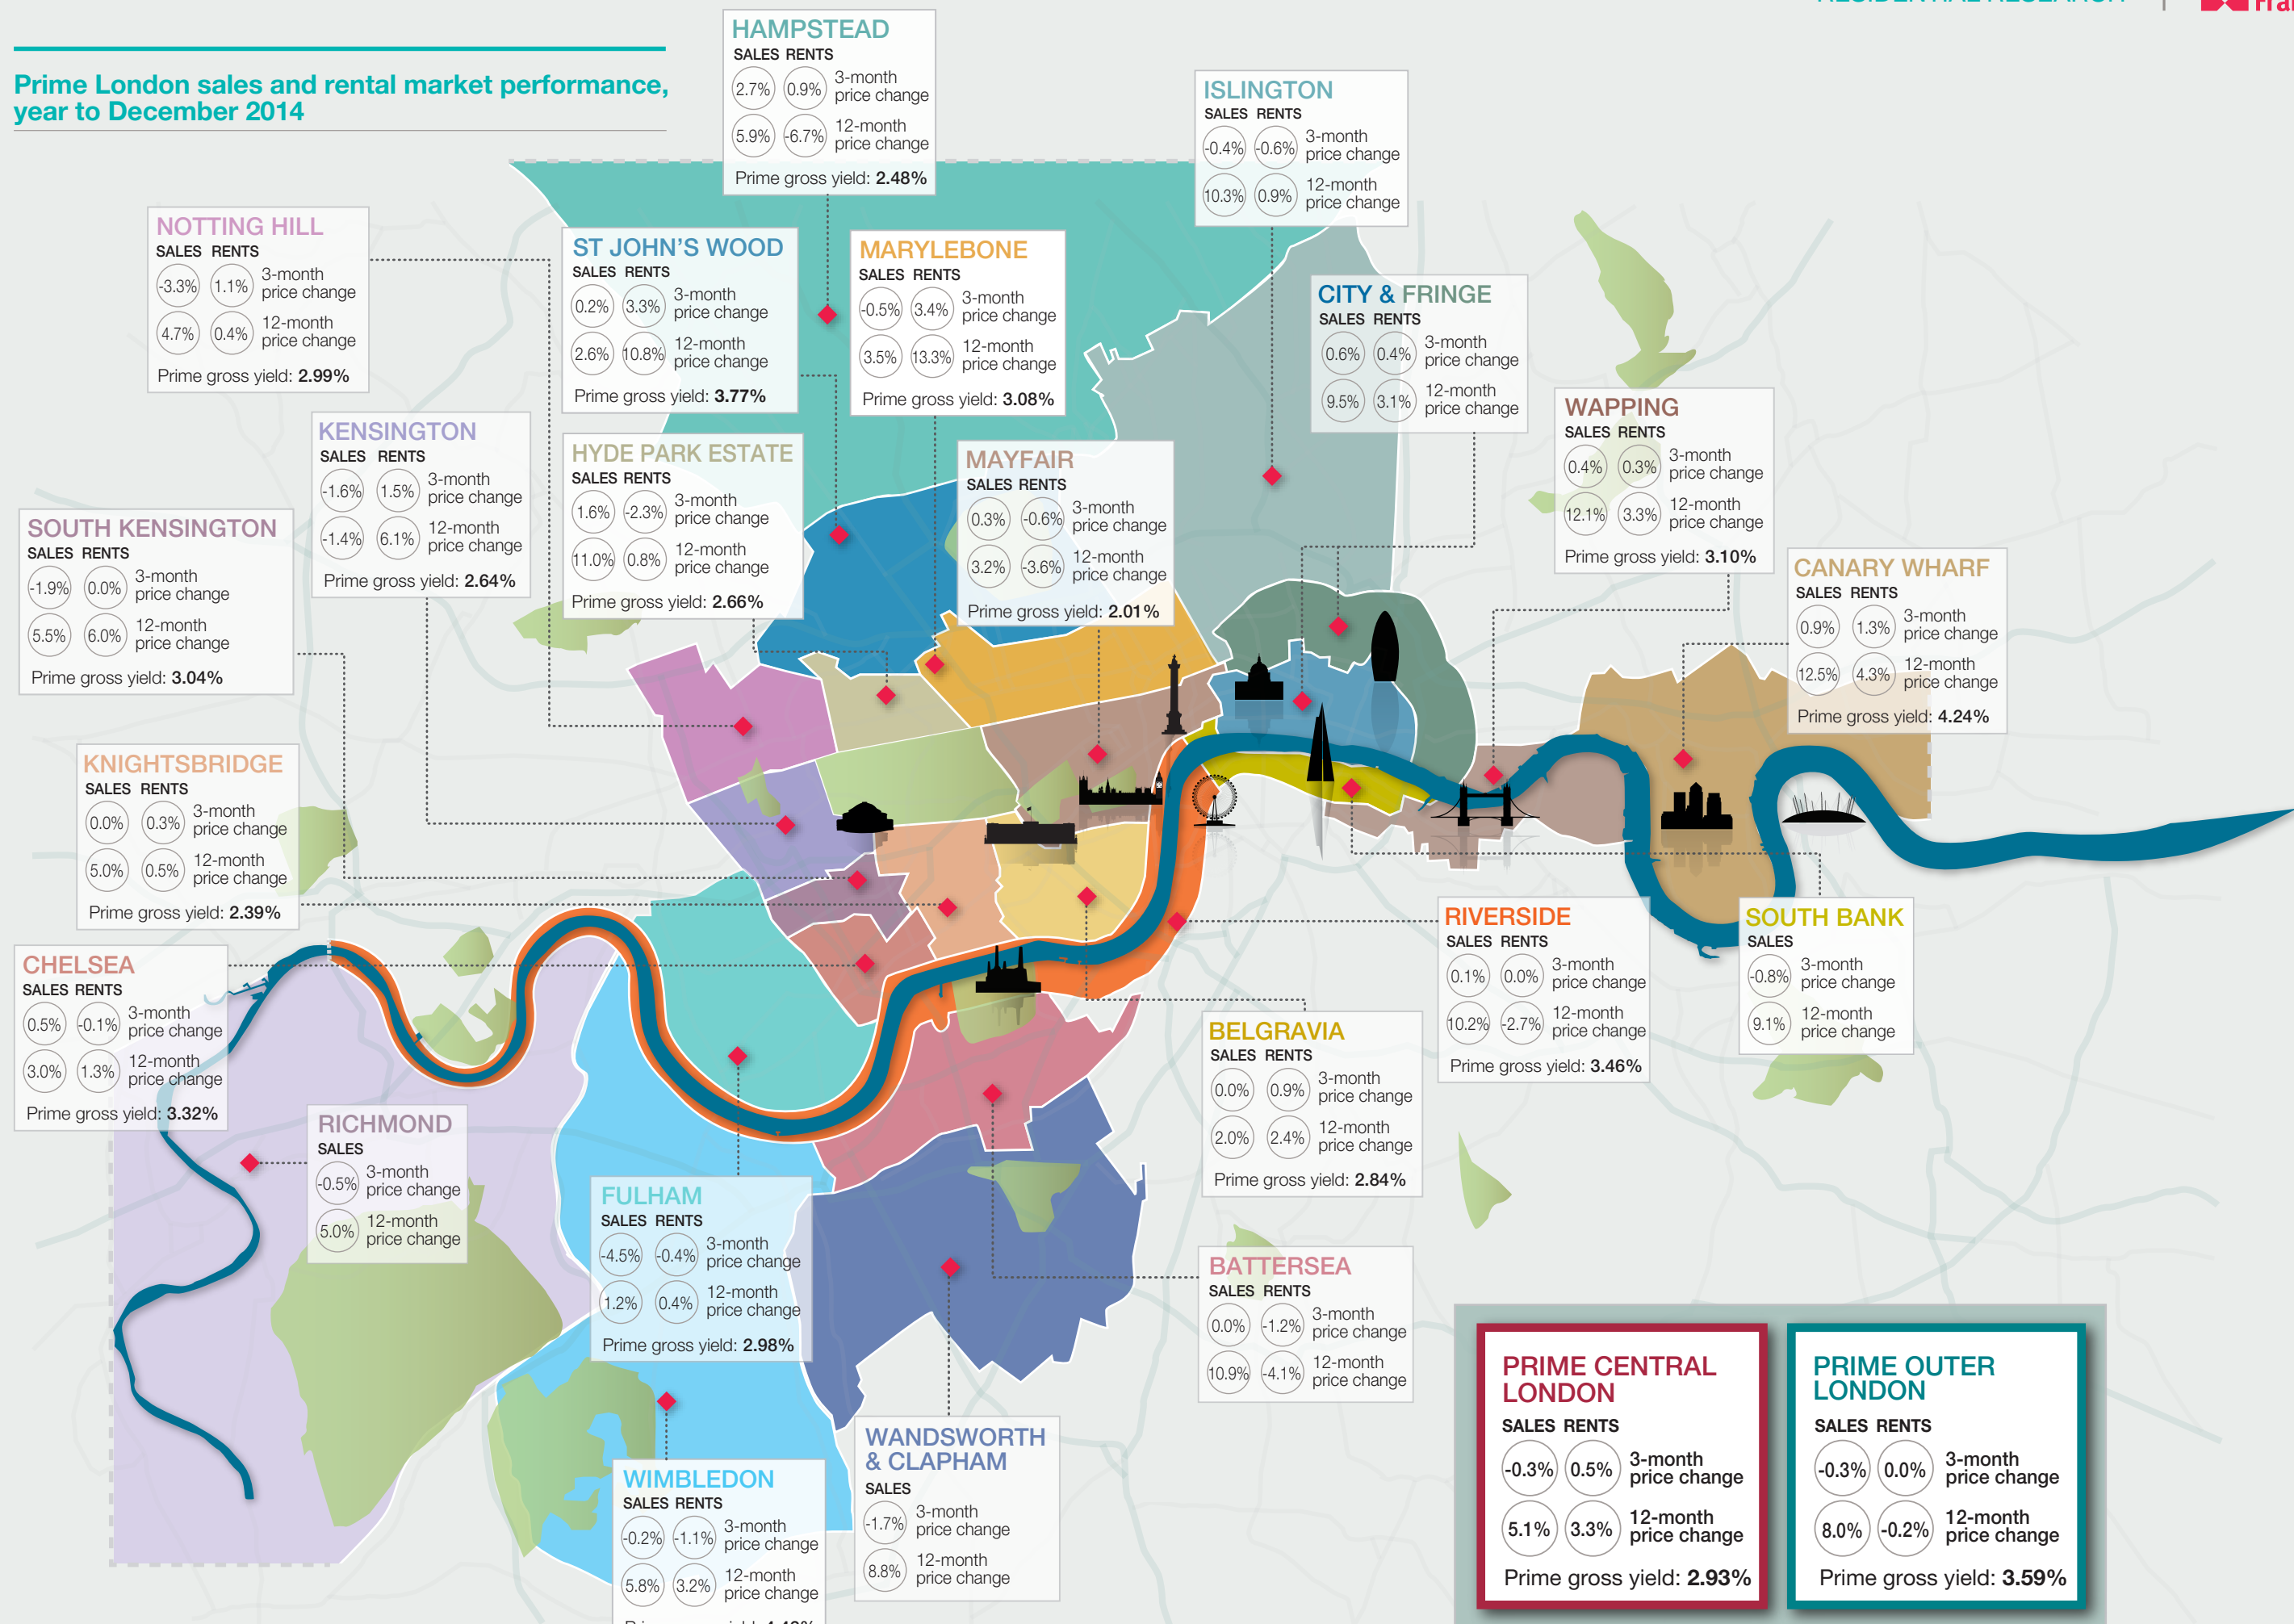 Prime London sales and rental market performance,
year to December 2014
HAMPSTEAD
SALES RENTS
2.7% 0.9% 3-month
price change
5.9% -6.7% 12-month
price change
Prime gross yield: 2.48%
ISLINGTON
SALES RENTS
-0.4% -0.6% 3-month
price change
10.3% 0.9% 12-month
price change
NOTTING HILL
SALES RENTS
-3.3% 1.1% 3-month
price change
4.7% 0.4% 12-month
price change
Prime gross yield: 2.99%
ST JOHN'S WOOD
SALES RENTS
0.2% 3.3% 3-month
price change
2.6% 10.8% 12-month
price change
Prime gross yield: 3.77%
MARYLEBONE
SALES RENTS
-0.5% 3.4% 3-month
price change
3.5% 13.3% 12-month
price change
Prime gross yield: 3.08%
CITY & FRINGE
SALES RENTS
0.6% 0.4% 3-month
price change
9.5% 3.1% 12-month
price change
WAPPING
SALES RENTS
0.4% 0.3% 3-month
price change
12.1% 3.3% 12-month
price change
Prime gross yield: 3.10%
KENSINGTON
SALES RENTS
-1.6% 1.5% 3-month
price change
-1.4% 6.1% 12-month
price change
Prime gross yield: 2.64%
HYDE PARK ESTATE
SALES RENTS
1.6% -2.3% 3-month
price change
11.0% 0.8% 12-month
price change
Prime gross yield: 2.66%
MAYFAIR
SALES RENTS
0.3% -0.6% 3-month
price change
3.2% -3.6% 12-month
price change
Prime gross yield: 2.01%
SOUTH KENSINGTON
SALES RENTS
-1.9% 0.0% 3-month
price change
5.5% 6.0% 12-month
price change
Prime gross yield: 3.04%
CANARY WHARF
SALES RENTS
0.9% 1.3% 3-month
price change
12.5% 4.3% 12-month
price change
Prime gross yield: 4.24%
KNIGHTSBRIDGE
SALES RENTS
0.0% 0.3% 3-month
price change
5.0% 0.5% 12-month
price change
Prime gross yield: 2.39%
CHELSEA
SALES RENTS
0.5% -0.1% 3-month
price change
3.0% 1.3% 12-month
price change
Prime gross yield: 3.32%
RIVERSIDE
SALES RENTS
0.1% 0.0% 3-month
price change
10.2% -2.7% 12-month
price change
Prime gross yield: 3.46%
SOUTH BANK
SALES
-0.8% 3-month
price change
9.1% 12-month
price change
BELGRAVIA
SALES RENTS
0.0% 0.9% 3-month
price change
2.0% 2.4% 12-month
price change
Prime gross yield: 2.84%
RICHMOND
SALES
-0.5% 3-month
price change
5.0% 12-month
price change
FULHAM
SALES RENTS
-4.5% -0.4% 3-month
price change
1.2% 0.4% 12-month
price change
Prime gross yield: 2.98%
BATTERSEA
SALES RENTS
0.0% -1.2% 3-month
price change
10.9% -4.1% 12-month
price change
WIMBLEDON
SALES RENTS
-0.2% -1.1% 3-month
price change
5.8% 3.2% 12-month
price change
WANDSWORTH
& CLAPHAM
SALES
-1.7% 3-month
price change
8.8% 12-month
price change
PRIME CENTRAL
LONDON
SALES RENTS
-0.3% 0.5% 3-month
price change
5.1% 3.3% 12-month
price change
Prime gross yield: 2.93%
PRIME OUTER
LONDON
SALES RENTS
-0.3% 0.0% 3-month
price change
8.0% -0.2% 12-month
price change
Prime gross yield: 3.59%